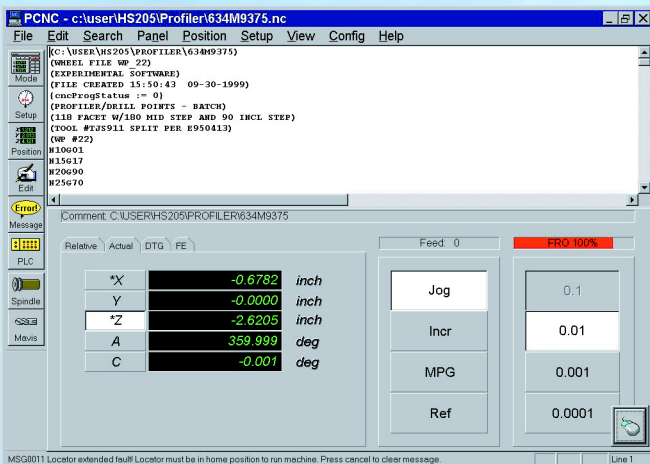 PCNC - c:\user\HS205\Profiler\634M9375.nc
File Edit Search Panel Position Setup View Config Help
(C:\USER\HS205\PROFILER\634M9375)
(WHEEL FILE WP_22)
(EXPERIMENTAL SOFTWARE)
(FILE CREATED 15:50:43 09-30-1999)
{cncProgStatus := 0}
(PROFILER/DRILL POINTS - BATCH)
(118 FACET W/180 MID STEP AND 90 INCL STEP)
(TOOL #TJS911 SPLIT PER E950413)
(WP #22)
N10G01
N15G17
N20G90
N25G70
Mode
Setup
Position
Edit
Error!
Message
PLC
Spindle
Mavis
Comment: C:\USER\HS205\PROFILER\634M9375
Relative Actual DTG FE
Feed: 0
FRO 100%
*X -0.6782 inch
Y -0.0000 inch
*Z -2.6205 inch
A 359.999 deg
C -0.001 deg
Jog
Incr
MPG
Ref
0.1
0.01
0.001
0.0001
MSG0011 Locator extended fault! Locator must be in home position to run machine. Press cancel to clear message.
Line 1